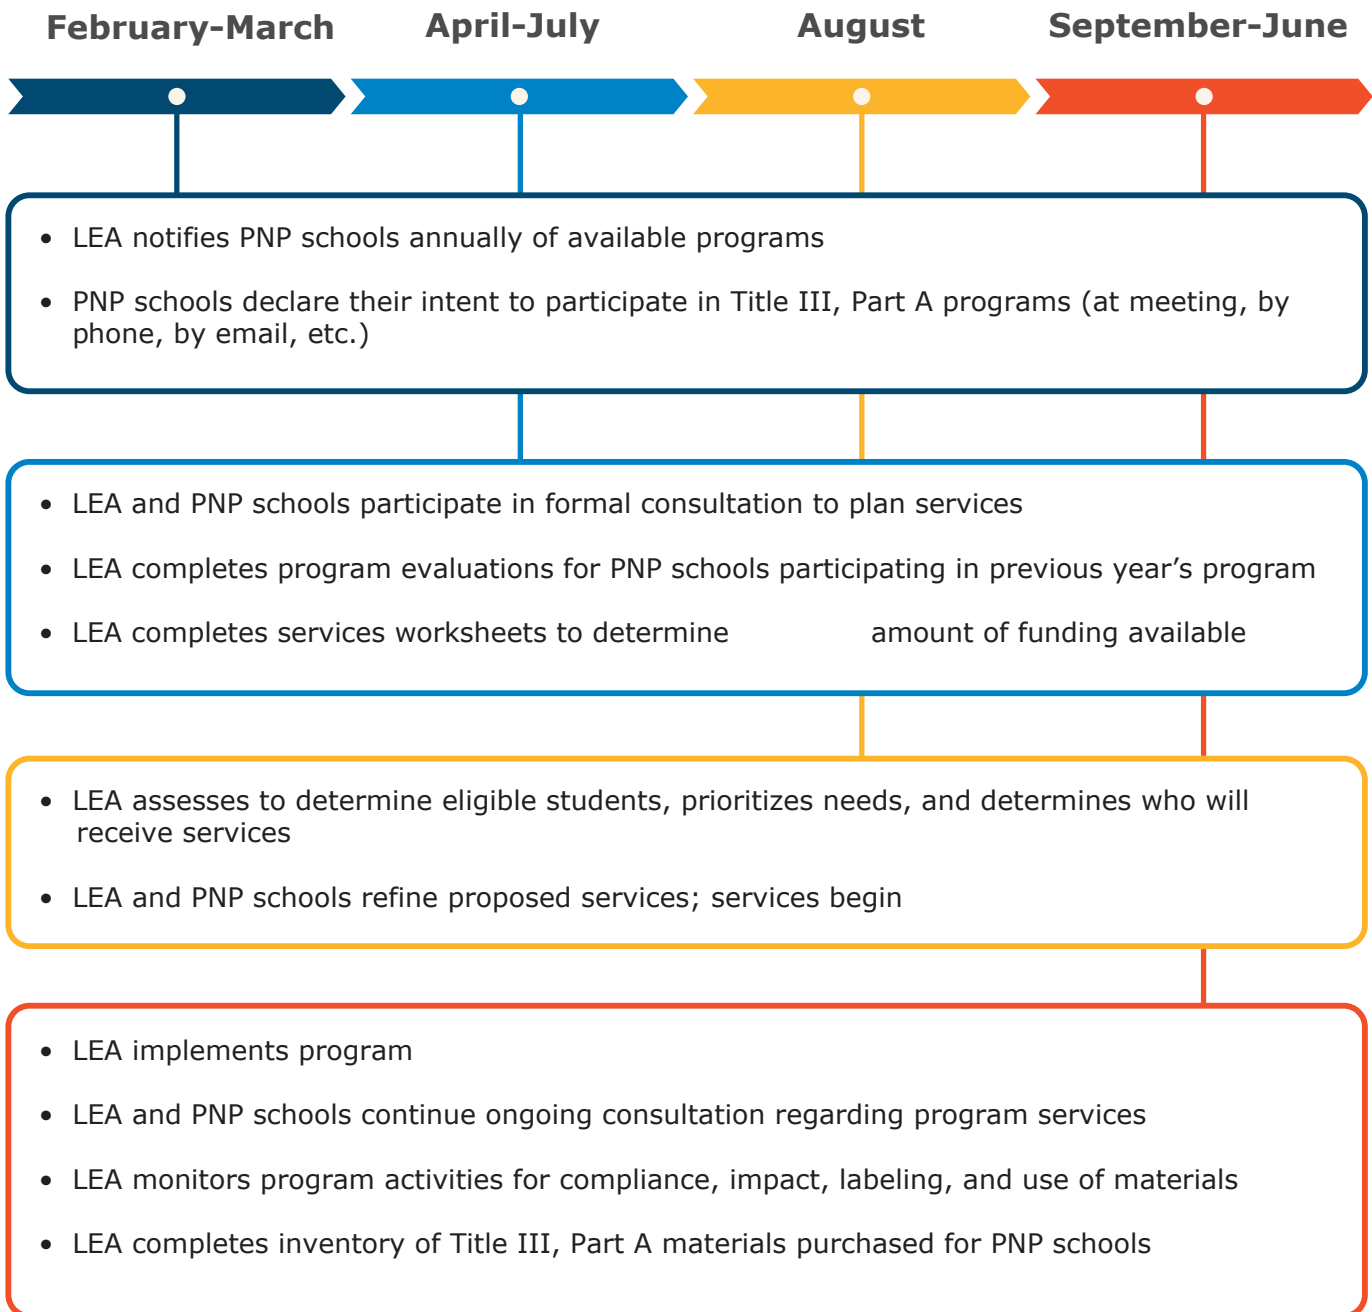 February-March April-July August September-June
• LEA notifies PNP schools annually of available programs
• PNP schools declare their intent to participate in Title III, Part A programs (at meeting, by
phone, by email, etc.)
• LEA and PNP schools participate in formal consultation to plan services
• LEA completes program evaluations for PNP schools participating in previous year’s program
• LEA completes services worksheets to determine amount of funding available
• LEA assesses to determine eligible students, prioritizes needs, and determines who will
receive services
• LEA and PNP schools refine proposed services; services begin
• LEA implements program
• LEA and PNP schools continue ongoing consultation regarding program services
• LEA monitors program activities for compliance, impact, labeling, and use of materials
• LEA completes inventory of Title III, Part A materials purchased for PNP schools